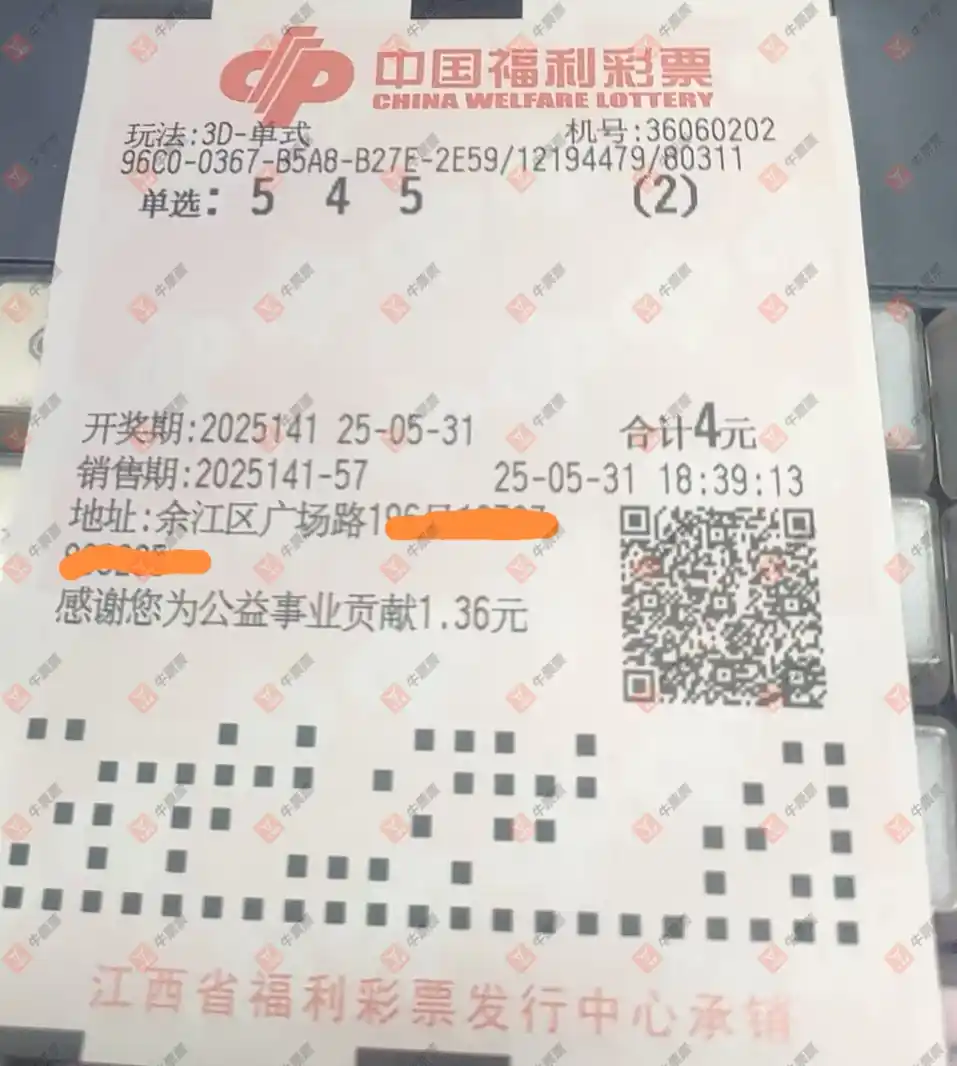 中国福利彩票
CHINA WELFARE LOTTERY
玩法:3D-单式 机号:36060202
96C0-0367-B5A8-B27E-2E59/12194479/80311
单选: 5 4 5 (2)
开奖期:2025141 25-05-31 合计4元
销售期:2025141-57 25-05-31 18:39:13
地址:余江区广场路1
感谢您为公益事业贡献1.36元
江西省福利彩票发行中心承销
牛票票